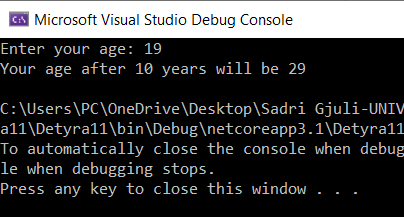 Microsoft Visual Studio Debug Console
Enter your age: 19
Your age after 10 years will be 29
C:\Users\PC\OneDrive\Desktop\Sadri Gjuli-UNIV
a11\Detyra11\bin\Debug\netcoreapp3.1\Detyra11
To automatically close the console when debug
le when debugging stops.
Press any key to close this window . . .